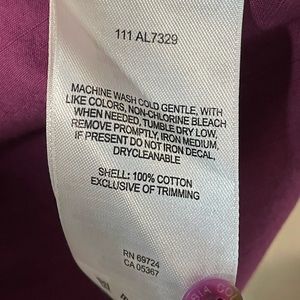 111 AL7329
MACHINE WASH COLD GENTLE, WITH
LIKE COLORS, NON-CHLORINE BLEACH
WHEN NEEDED. TUMBLE DRY LOW,
REMOVE PROMPTLY, IRON MEDIUM,
IF PRESENT DO NOT IRON DECAL,
DRYCLEANABLE
SHELL: 100% COTTON
EXCLUSIVE OF TRIMMING
RN 69724
CA 05367